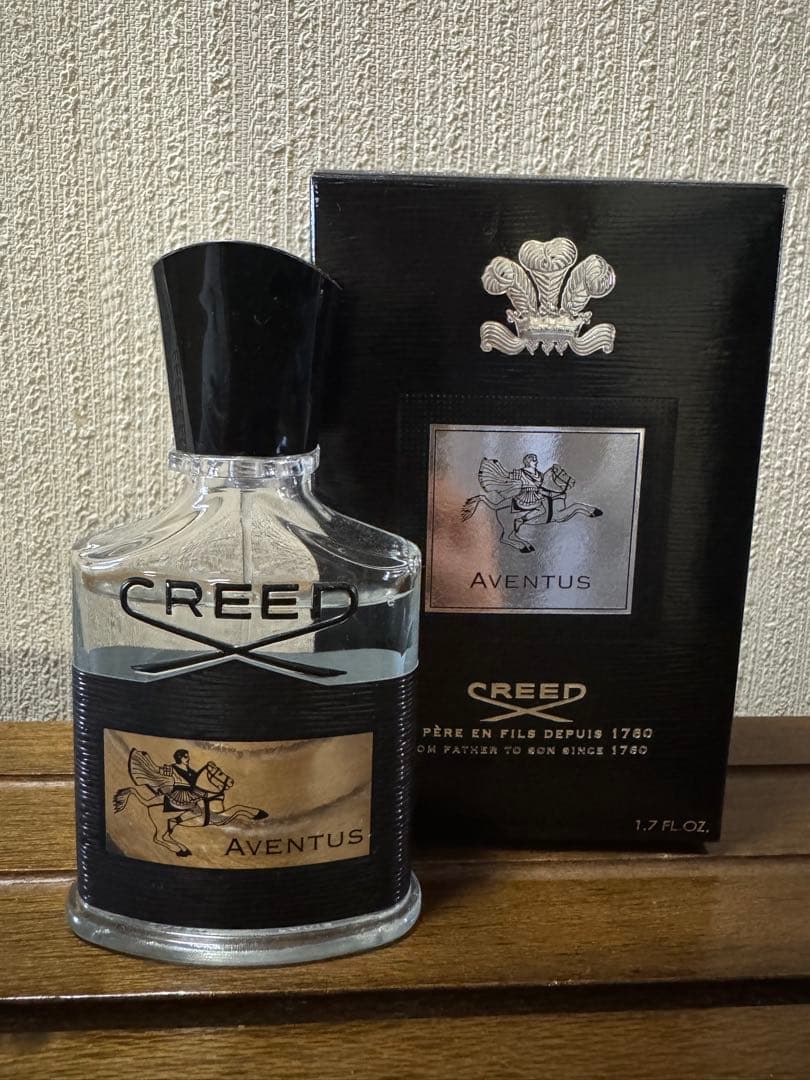 CREED
AVENTUS
AVENTUS
CREED
PÈRE EN FILS DEPUIS 1760
OM FATHER TO SON SINCE 1760
1.7 FL.OZ.